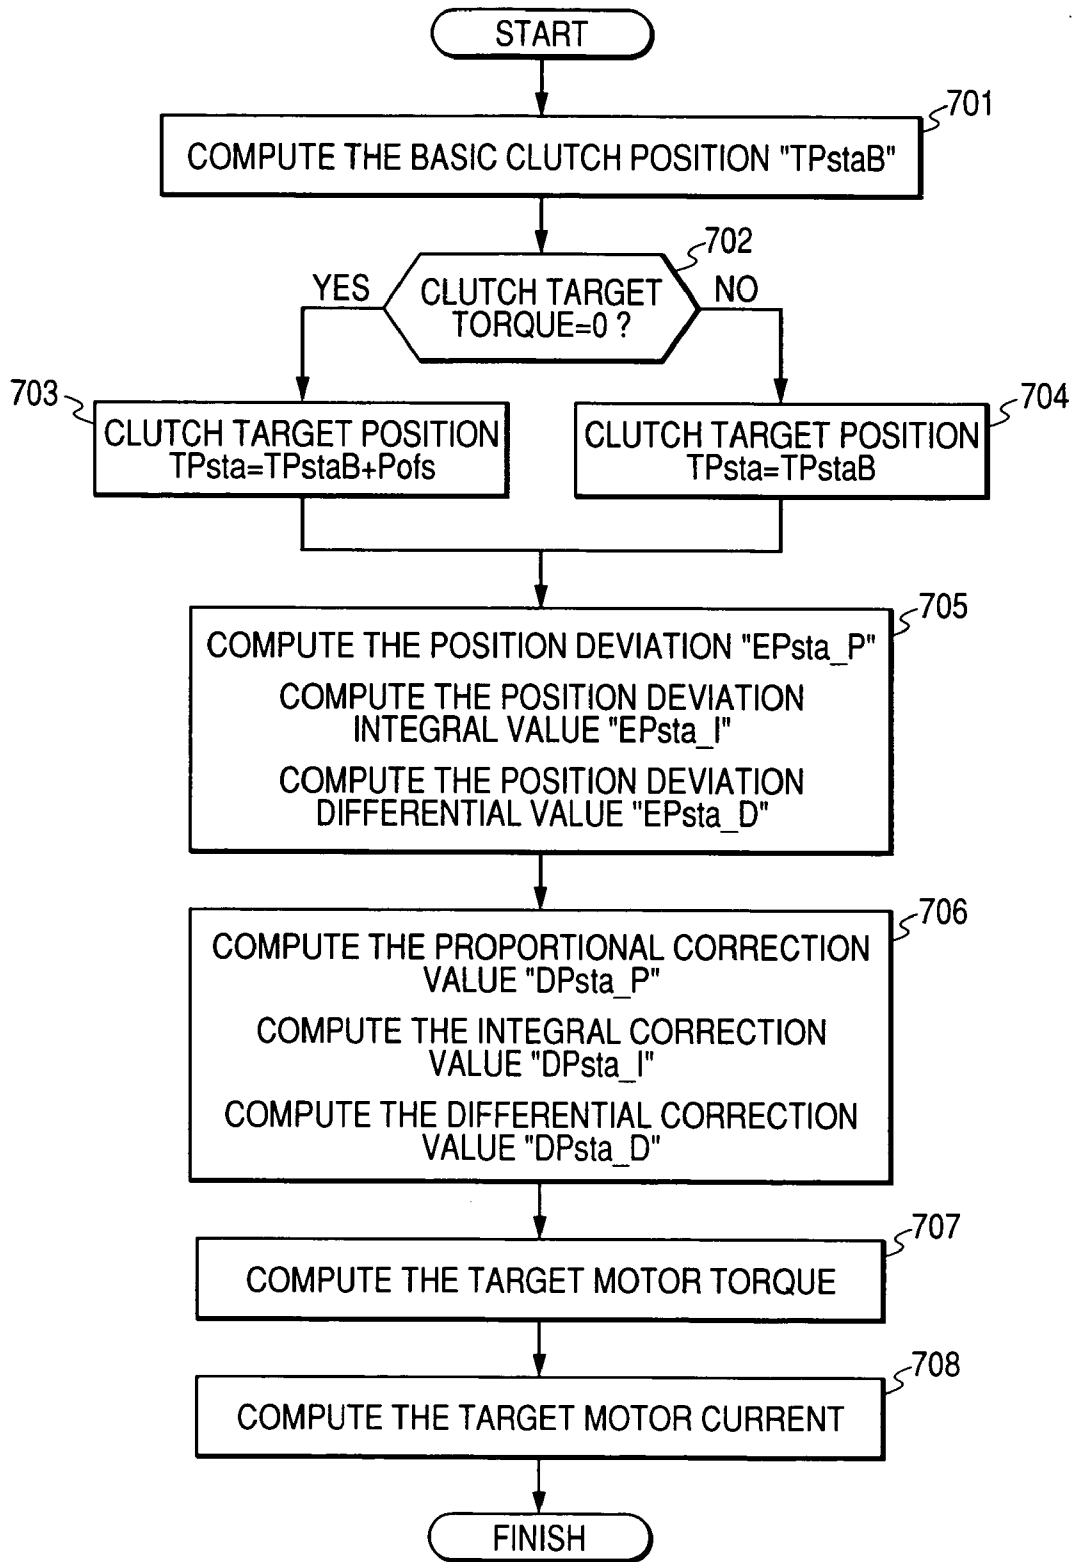 START
701
COMPUTE THE BASIC CLUTCH POSITION "TPstaB"
702
YES
CLUTCH TARGET
TORQUE=0 ?
NO
703
CLUTCH TARGET POSITION
TPsta=TPstaB+Pofs
704
CLUTCH TARGET POSITION
TPsta=TPstaB
705
COMPUTE THE POSITION DEVIATION "EPsta_P"
COMPUTE THE POSITION DEVIATION
INTEGRAL VALUE "EPsta_I"
COMPUTE THE POSITION DEVIATION
DIFFERENTIAL VALUE "EPsta_D"
706
COMPUTE THE PROPORTIONAL CORRECTION
VALUE "DPsta_P"
COMPUTE THE INTEGRAL CORRECTION
VALUE "DPsta_I"
COMPUTE THE DIFFERENTIAL CORRECTION
VALUE "DPsta_D"
707
COMPUTE THE TARGET MOTOR TORQUE
708
COMPUTE THE TARGET MOTOR CURRENT
FINISH